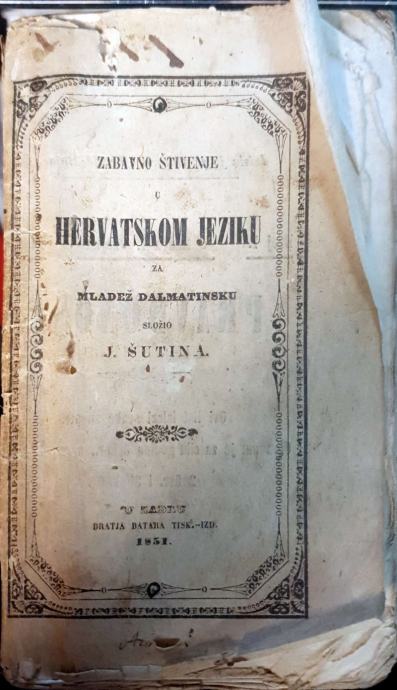 ZABAVNO ŠTIVENJE
U
HERVATSKOM JEZIKU
ZA
MLADEŽ DALMATINSKU
SLOŽIO
J. ŠUTINA.
U ZADRU
BRATJA BATARA TISK.-IZD.
1851.